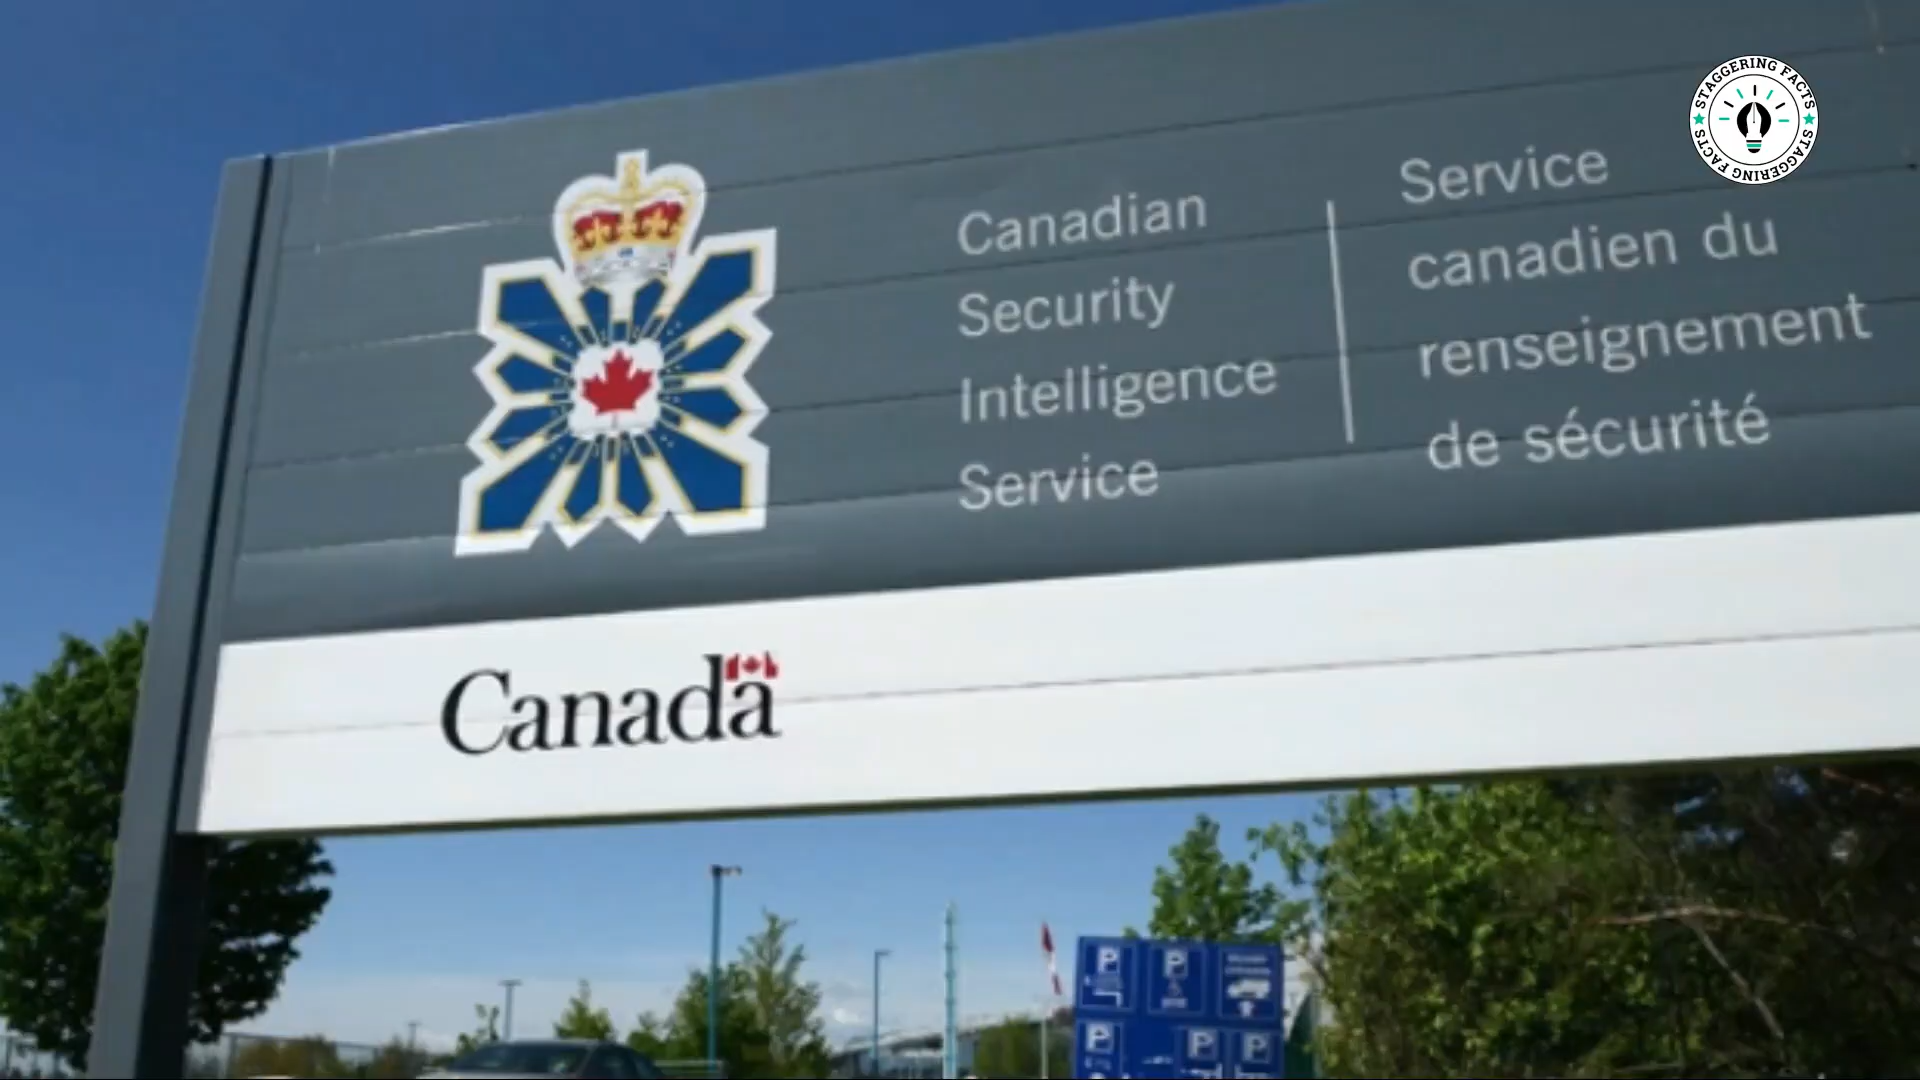 STAGGERING FACTS
STAGGERING FACTS
Canadian
Security
Intelligence
Service
Service
canadien du
renseignement
de sécurité
Canada
P
P
P
P
P